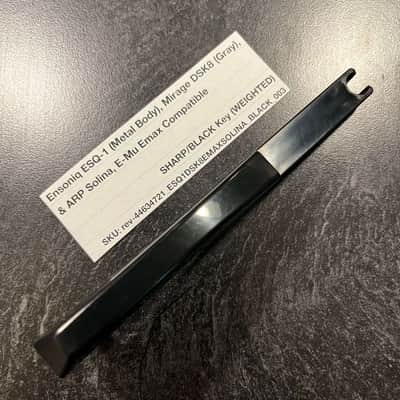 Ensoniq ESQ-1 (Metal Body), Mirage DSK8 (Gray),
& ARP Solina, E-Mu Emax Compatible
SHARP/BLACK Key (WEIGHTED)
SKU: rev-44634721_ESQ1DSK8EMAXSOLINA_BLACK_003